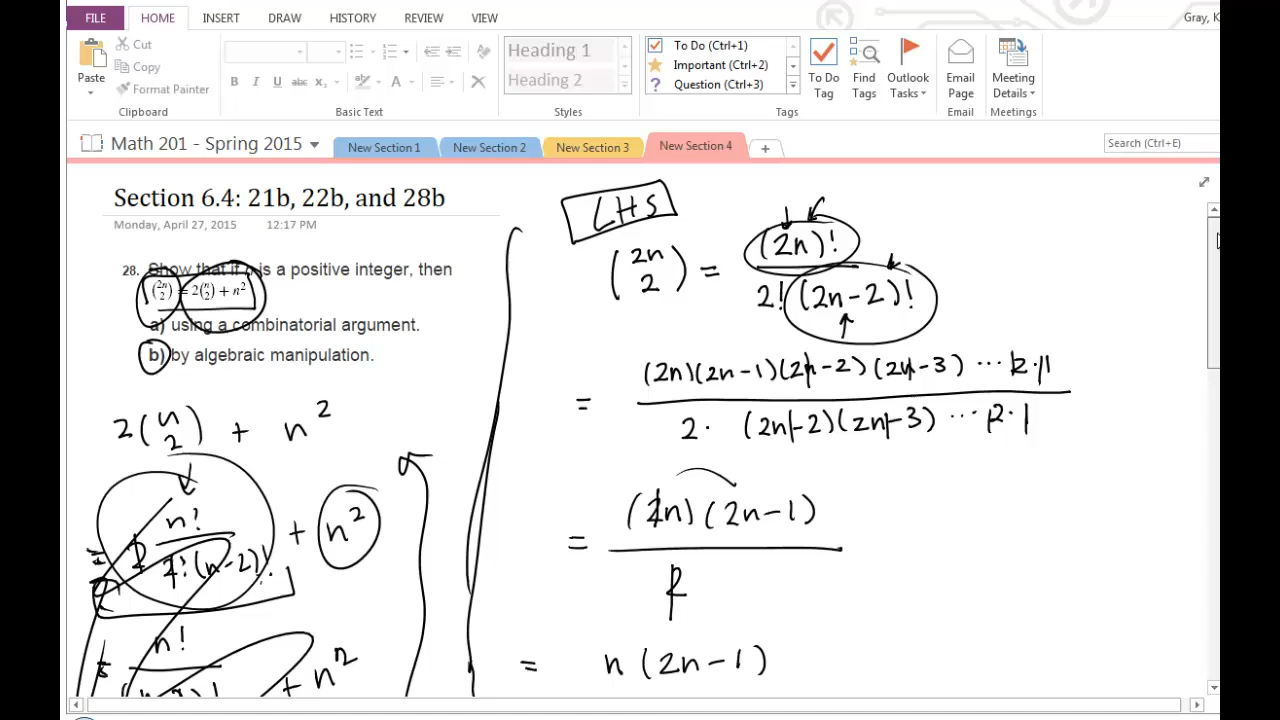 FILE HOME INSERT DRAW HISTORY REVIEW VIEW Gray, K
Paste Cut Copy Format Painter
Clipboard
B I U abc x₂ A
Basic Text
Heading 1
Heading 2
Styles
To Do (Ctrl+1)
Important (Ctrl+2)
Question (Ctrl+3)
To Do Tag
Find Tags
Outlook Tasks
Tags
Email Page
Email
Meeting Details
Meetings
Math 201 - Spring 2015 New Section 1 New Section 2 New Section 3 New Section 4 + Search (Ctrl+E)
Section 6.4: 21b, 22b, and 28b
Monday, April 27, 2015 12:17 PM
28. Show that if n is a positive integer, then
(2n 2) = 2(n 2) + n²
a) using a combinatorial argument.
b) by algebraic manipulation.
2(n 2) + n²
2 n! / 2!(n-2)! + n²
n!
+ n²
LHS
(2n 2) = (2n)! / 2!(2n-2)!
= (2n)(2n-1)(2n-2)(2n-3) ... 2·1 / 2·(2n-2)(2n-3) ... 2·1
= (2n)(2n-1) / 2
= n(2n-1)